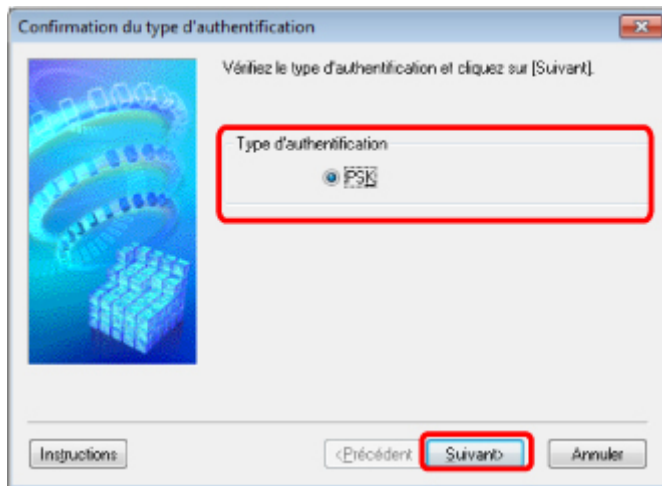 Confirmation du type d'authentification
Vérifiez le type d'authentification et cliquez sur [Suivant].
Type d'authentification
PSK
Instructions
<Précédent
Suivant>
Annuler